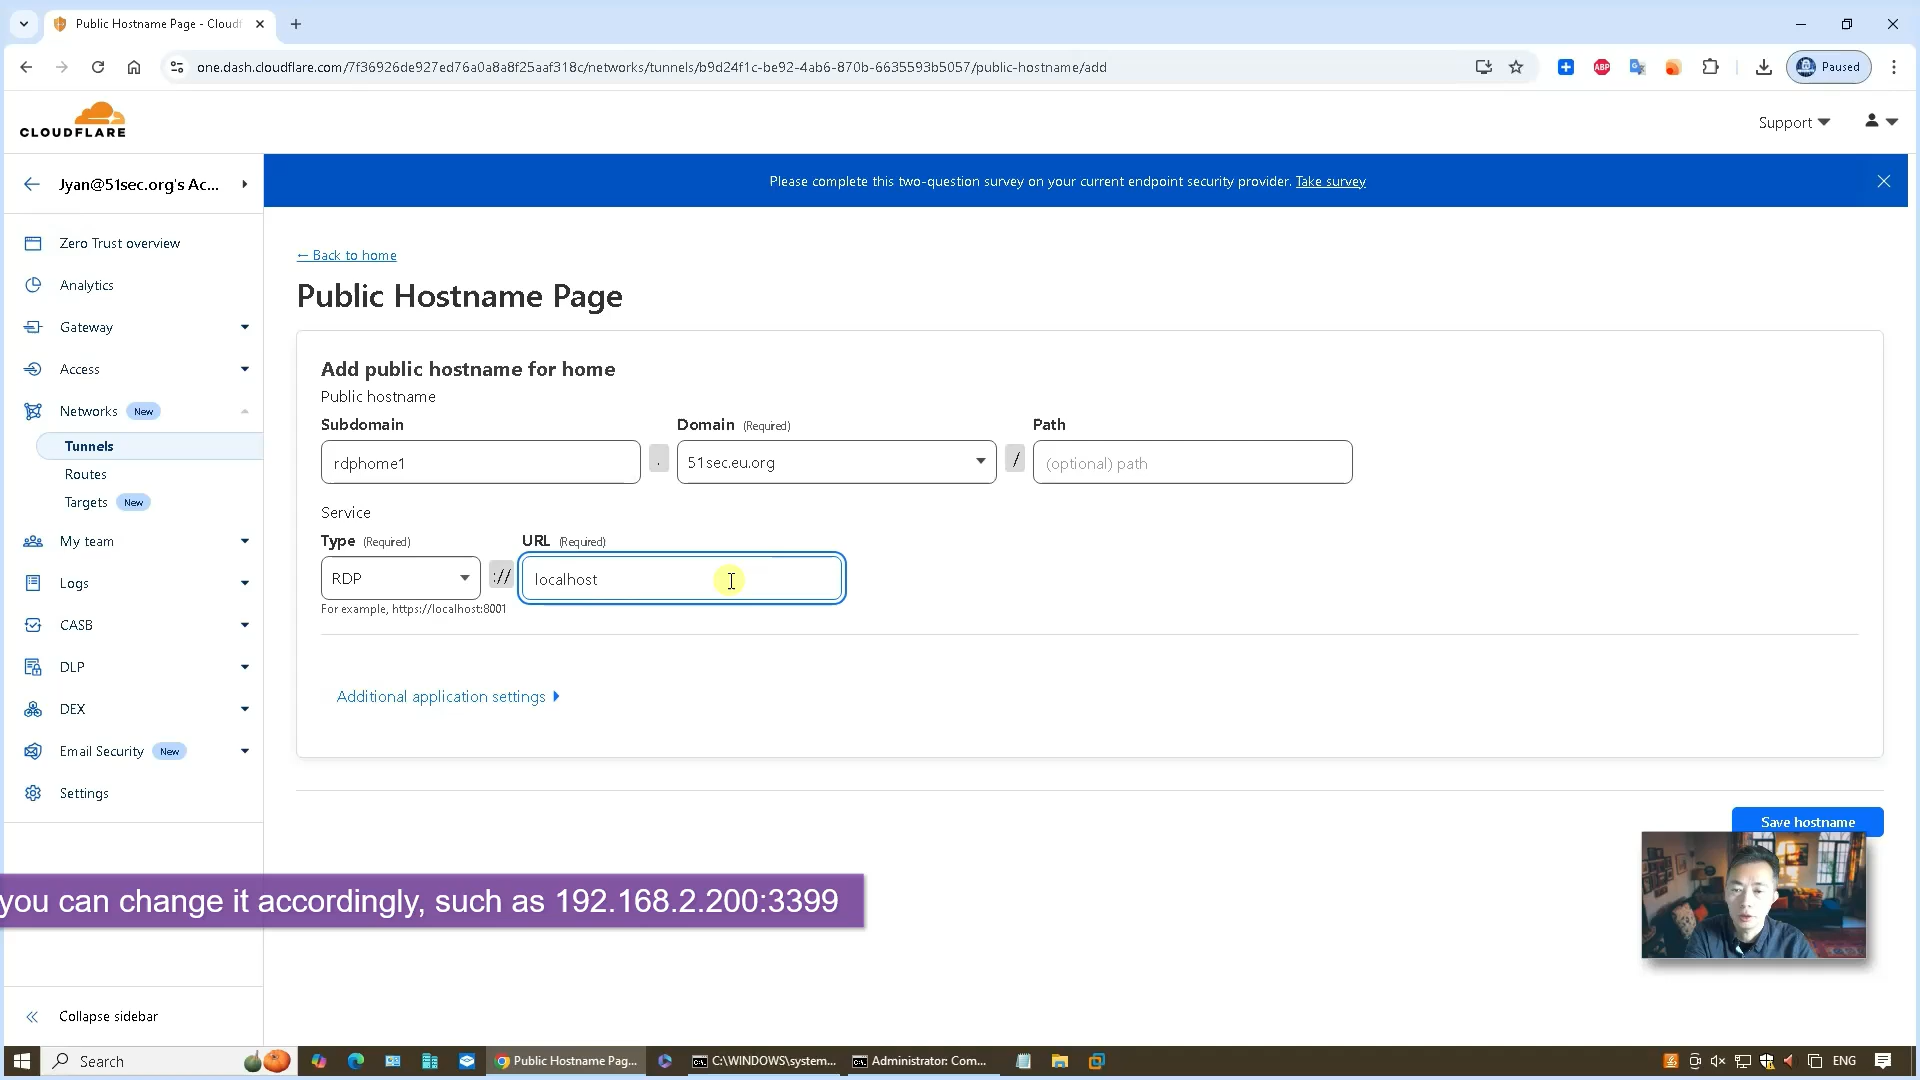 Public Hostname Page - Cloudf
one.dash.cloudflare.com/7f36926de927ed76a0a8a8f25aaf318c/networks/tunnels/b9d24f1c-be92-4ab6-870b-6635593b5057/public-hostname/add
ABP
Paused
CLOUDFLARE
Support
Jyan@51sec.org's Ac...
Please complete this two-question survey on your current endpoint security provider. Take survey
Zero Trust overview
Analytics
Gateway
Access
Networks New
Tunnels
Routes
Targets New
My team
Logs
CASB
DLP
DEX
Email Security New
Settings
Collapse sidebar
← Back to home
Public Hostname Page
Add public hostname for home
Public hostname
Subdomain
Domain (Required)
Path
rdphome1
.
51sec.eu.org
/
(optional) path
Service
Type (Required)
URL (Required)
RDP
://
localhost
For example, https://localhost:8001
Additional application settings
Save hostname
you can change it accordingly, such as 192.168.2.200:3399
Search
Public Hostname Pag...
C:\WINDOWS\system...
Administrator: Com...
ENG